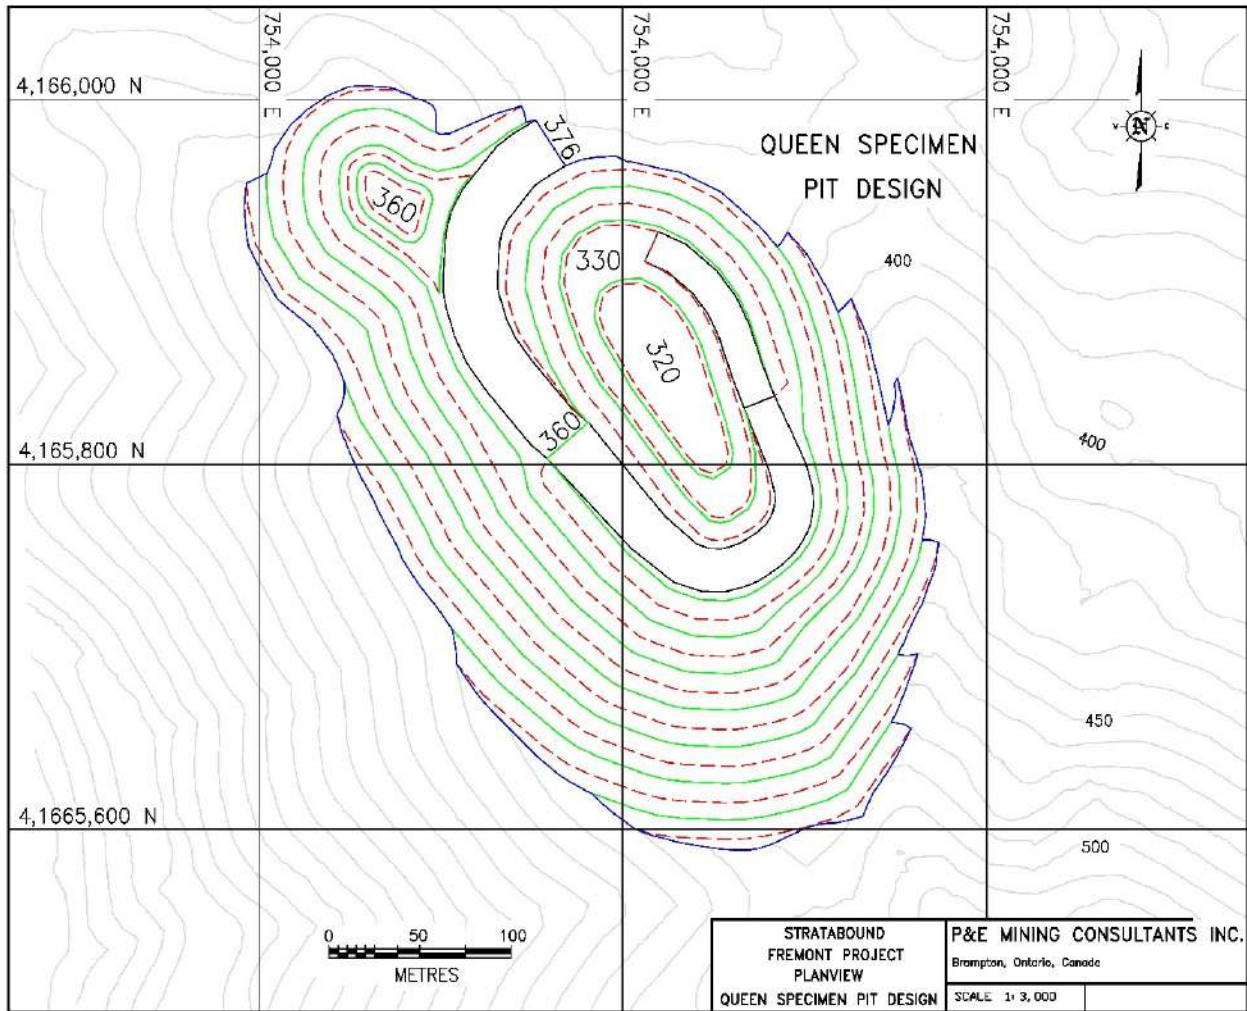 754,000 E
754,000 E
754,000 E
4,166,000 N
376
QUEEN SPECIMEN
PIT DESIGN
N
360
330
400
320
360
400
4,165,800 N
450
4,1665,600 N
500
0 50 100
METRES
STRATABOUND
FREMONT PROJECT
PLANVIEW
QUEEN SPECIMEN PIT DESIGN
P&E MINING CONSULTANTS INC.
Brampton, Ontario, Canada
SCALE 1:3,000